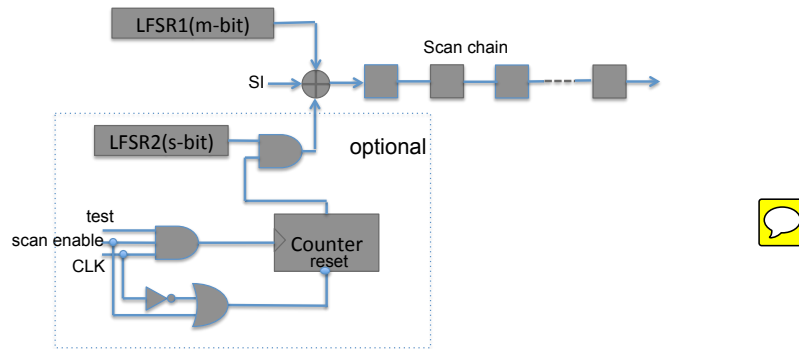 LFSR1(m-bit)
Scan chain
SI
LFSR2(s-bit)
optional
test
scan enable
CLK
Counter
reset